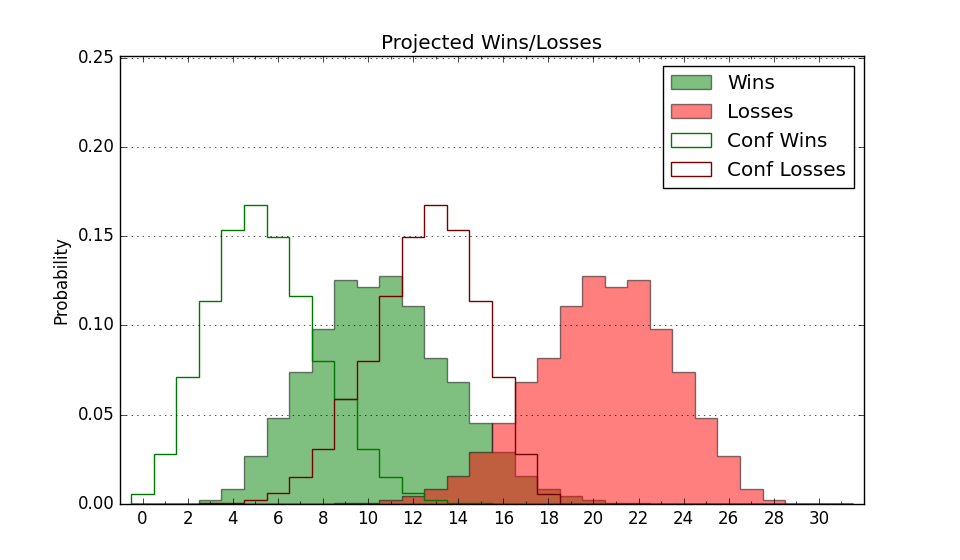 Projected Wins/Losses
0.25
0.20
0.15
0.10
0.05
0.00
Probability
Wins
Losses
Conf Wins
Conf Losses
0 2 4 6 8 10 12 14 16 18 20 22 24 26 28 30